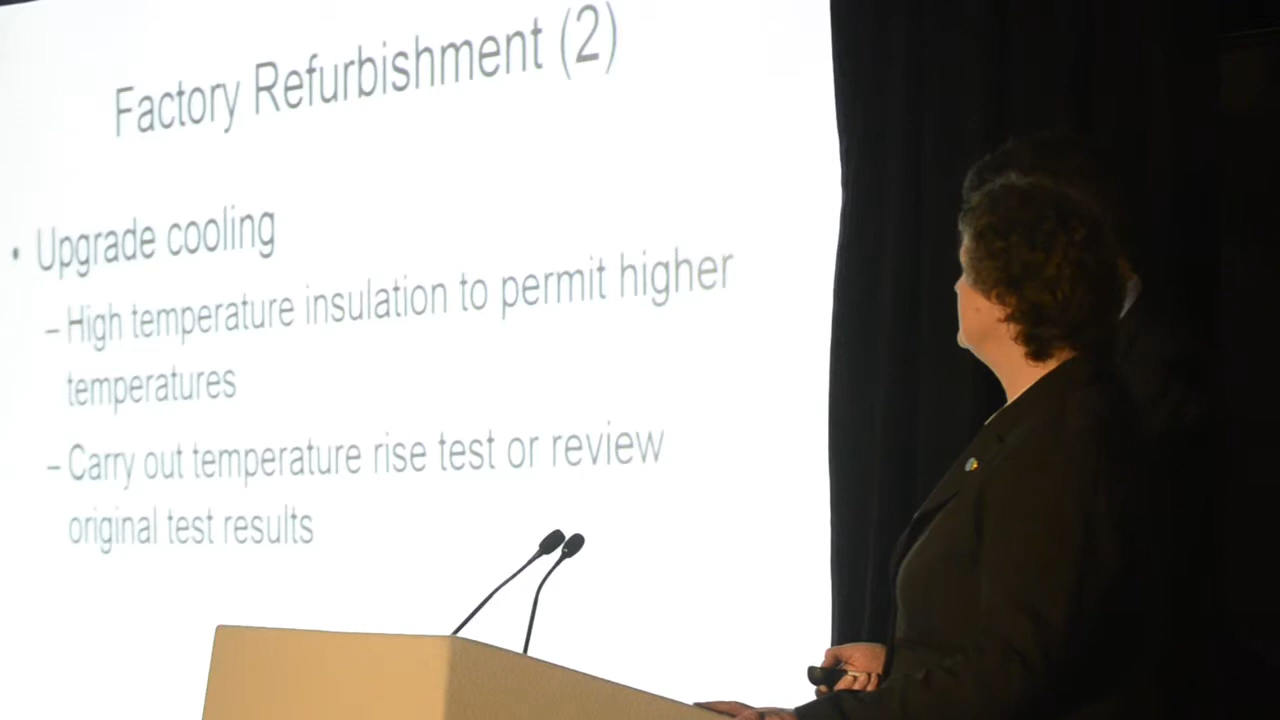 Factory Refurbishment (2)
• Upgrade cooling
– High temperature insulation to permit higher
temperatures
– Carry out temperature rise test or review
original test results